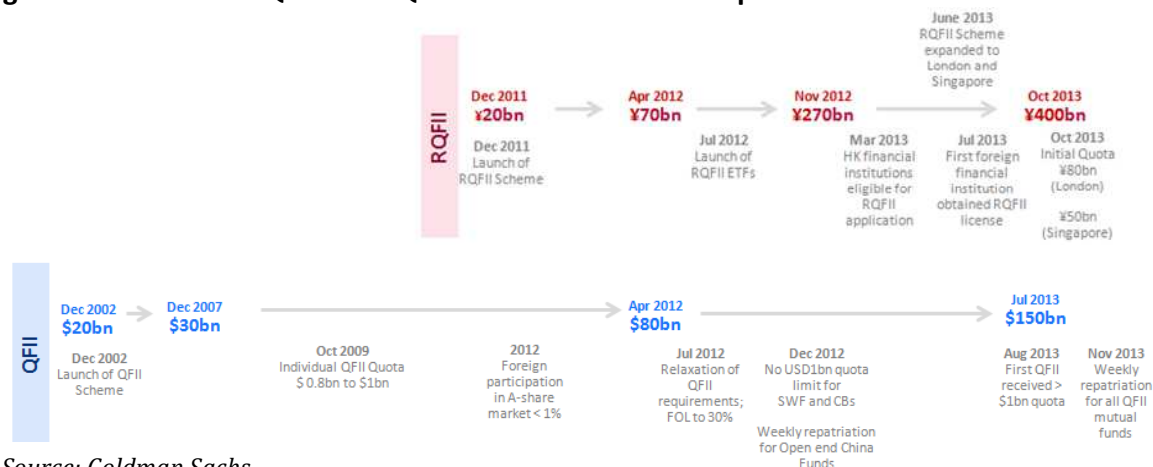 June 2013
RQFII Scheme
expanded to
London and
Singapore
RQFII
Dec 2011
¥20bn
Apr 2012
¥70bn
Nov 2012
¥270bn
Oct 2013
¥400bn
Dec 2011
Launch of
RQFII Scheme
Jul 2012
Launch of
RQFII ETFs
Mar 2013
HK financial
institutions
eligible for
RQFII
application
Jul 2013
First foreign
financial
institution
obtained RQFII
license
Oct 2013
Initial Quota
¥80bn
(London)
¥50bn
(Singapore)
QFII
Dec 2002
$20bn
Dec 2007
$30bn
Apr 2012
$80bn
Jul 2013
$150bn
Dec 2002
Launch of QFII
Scheme
Oct 2009
Individual QFII Quota
$ 0.8bn to $1bn
2012
Foreign
participation
in A-share
market < 1%
Jul 2012
Relaxation of
QFII
requirements;
FOL to 30%
Dec 2012
No USD1bn quota
limit for
SWF and CBs
Weekly repatriation
for Open end China
Funds
Aug 2013
First QFII
received >
$1bn quota
Nov 2013
Weekly
repatriation
for all QFII
mutual
funds
Source: Goldman Sachs